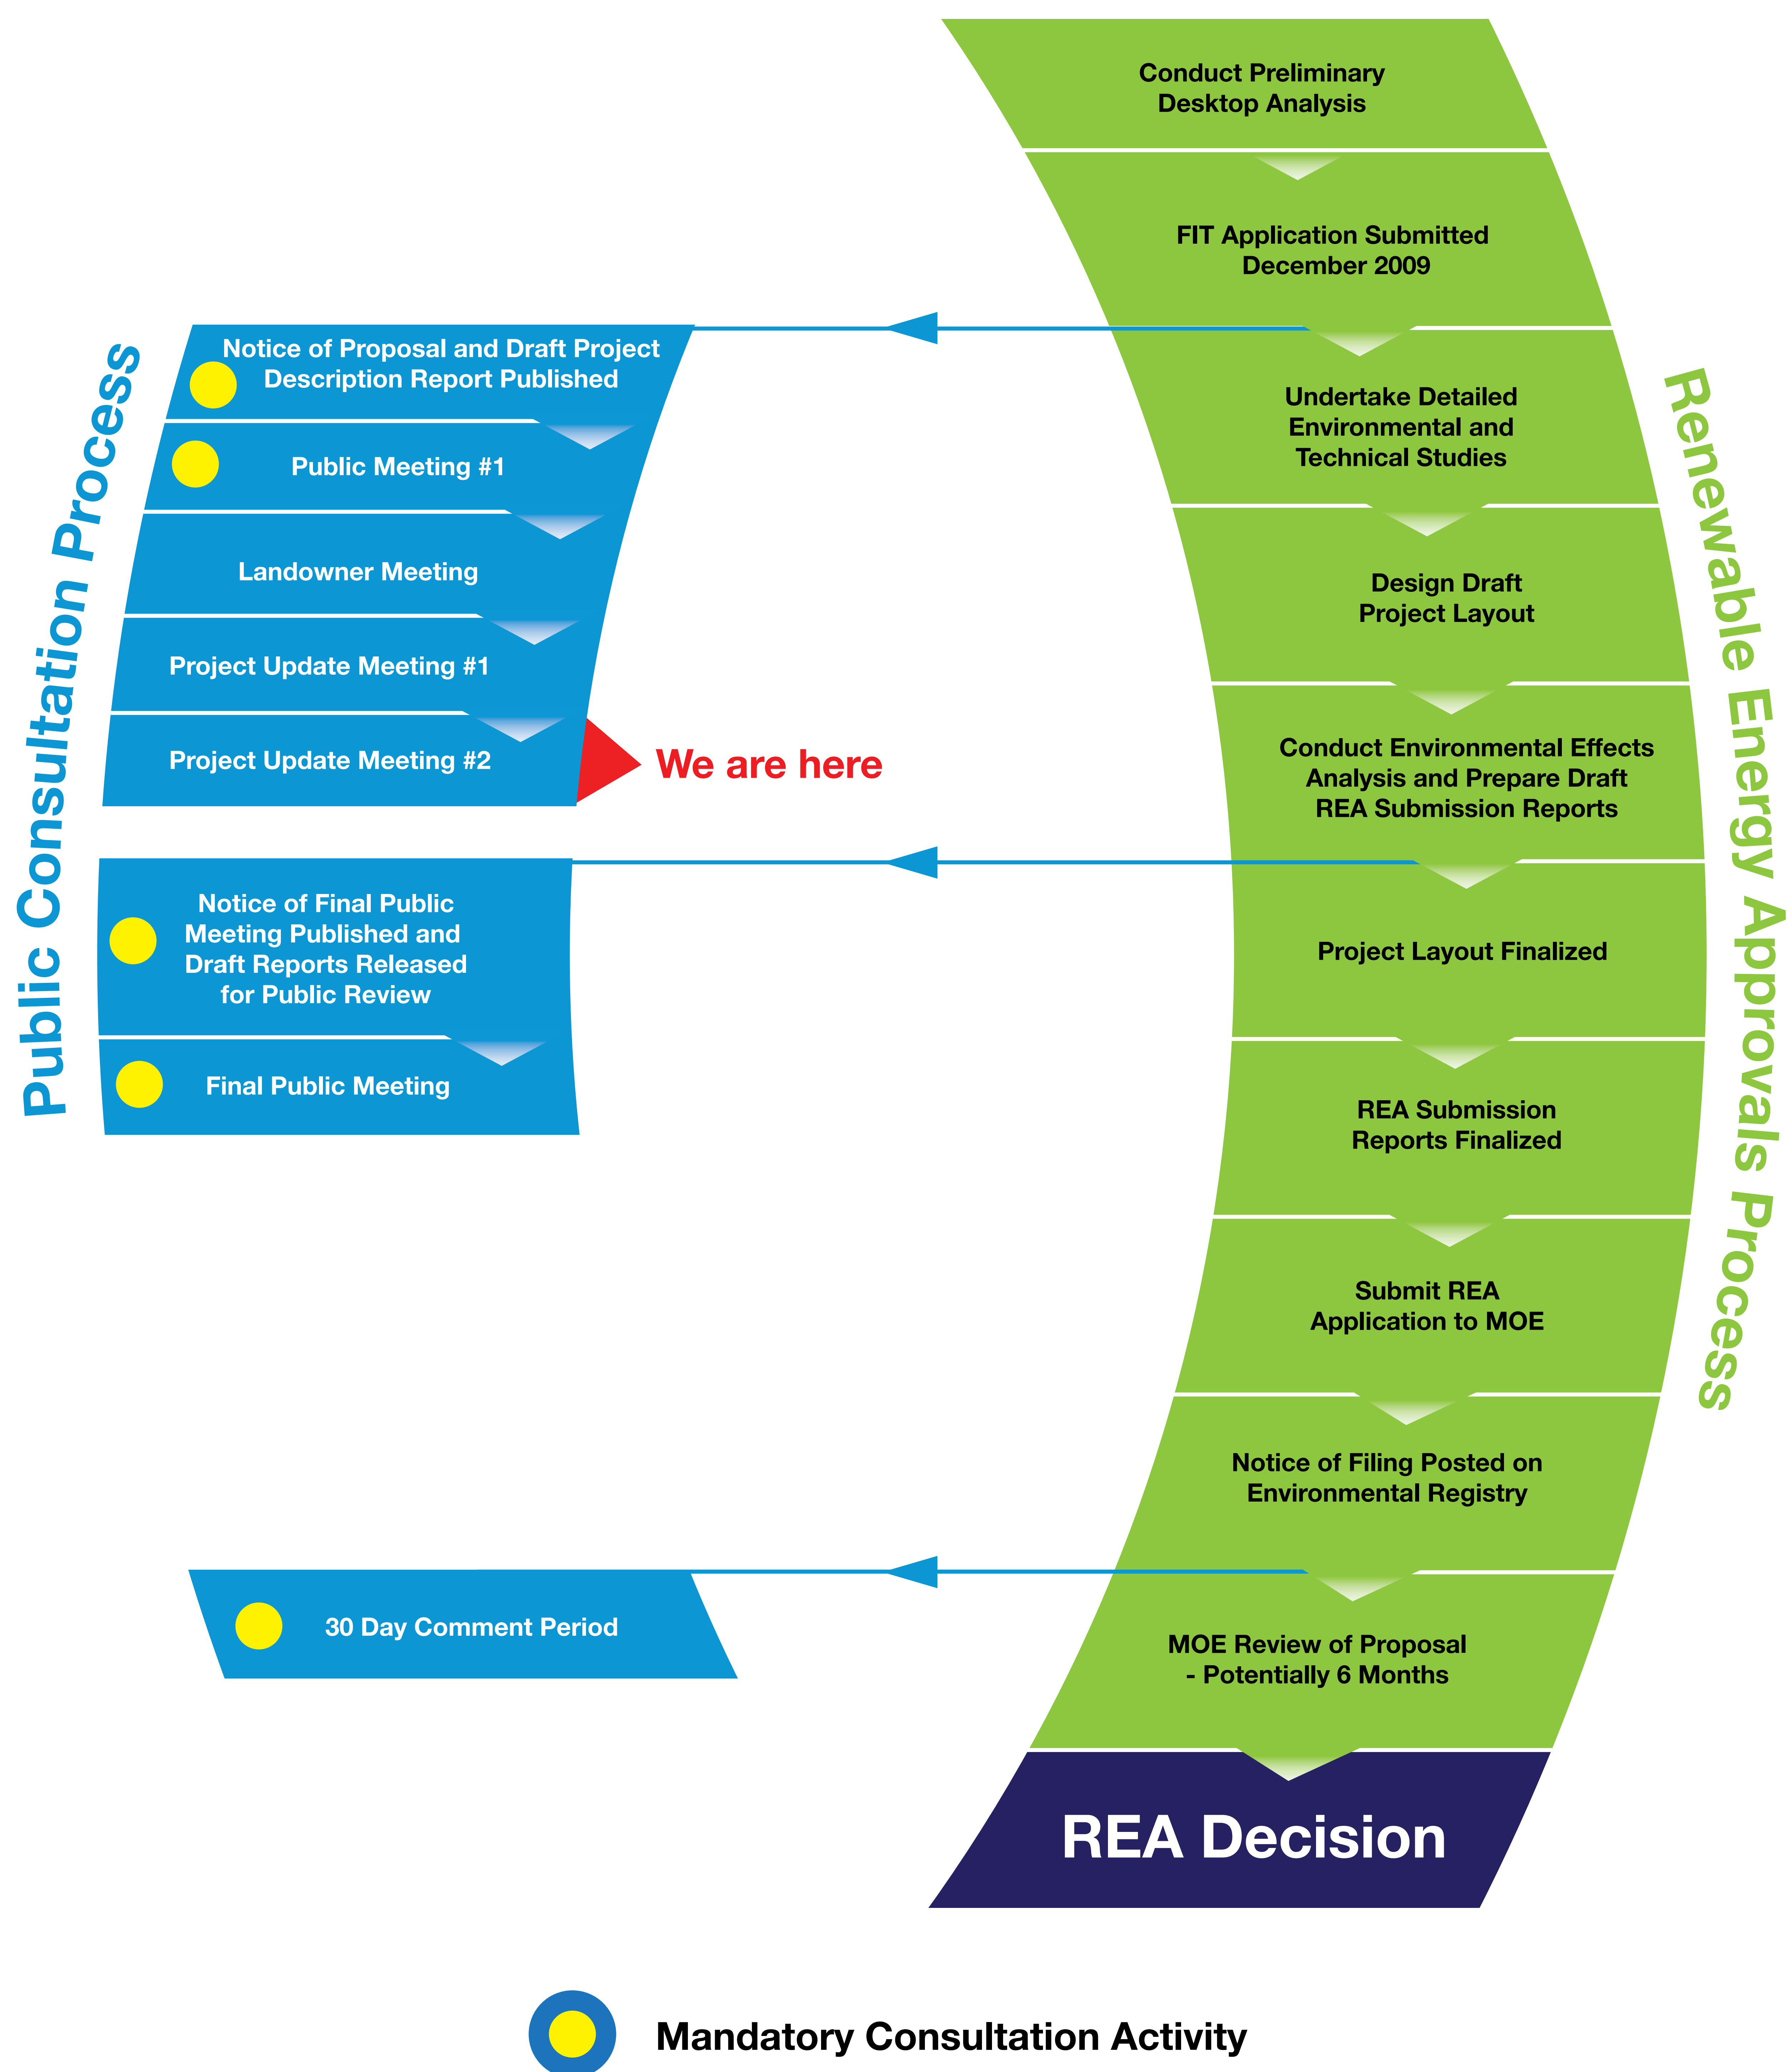 Public Consultation Process
Notice of Proposal and Draft Project
Description Report Published
Public Meeting #1
Landowner Meeting
Project Update Meeting #1
Project Update Meeting #2
We are here
Notice of Final Public
Meeting Published and
Draft Reports Released
for Public Review
Final Public Meeting
30 Day Comment Period
Renewable Energy Approvals Process
Conduct Preliminary
Desktop Analysis
FIT Application Submitted
December 2009
Undertake Detailed
Environmental and
Technical Studies
Design Draft
Project Layout
Conduct Environmental Effects
Analysis and Prepare Draft
REA Submission Reports
Project Layout Finalized
REA Submission
Reports Finalized
Submit REA
Application to MOE
Notice of Filing Posted on
Environmental Registry
MOE Review of Proposal
- Potentially 6 Months
REA Decision
Mandatory Consultation Activity